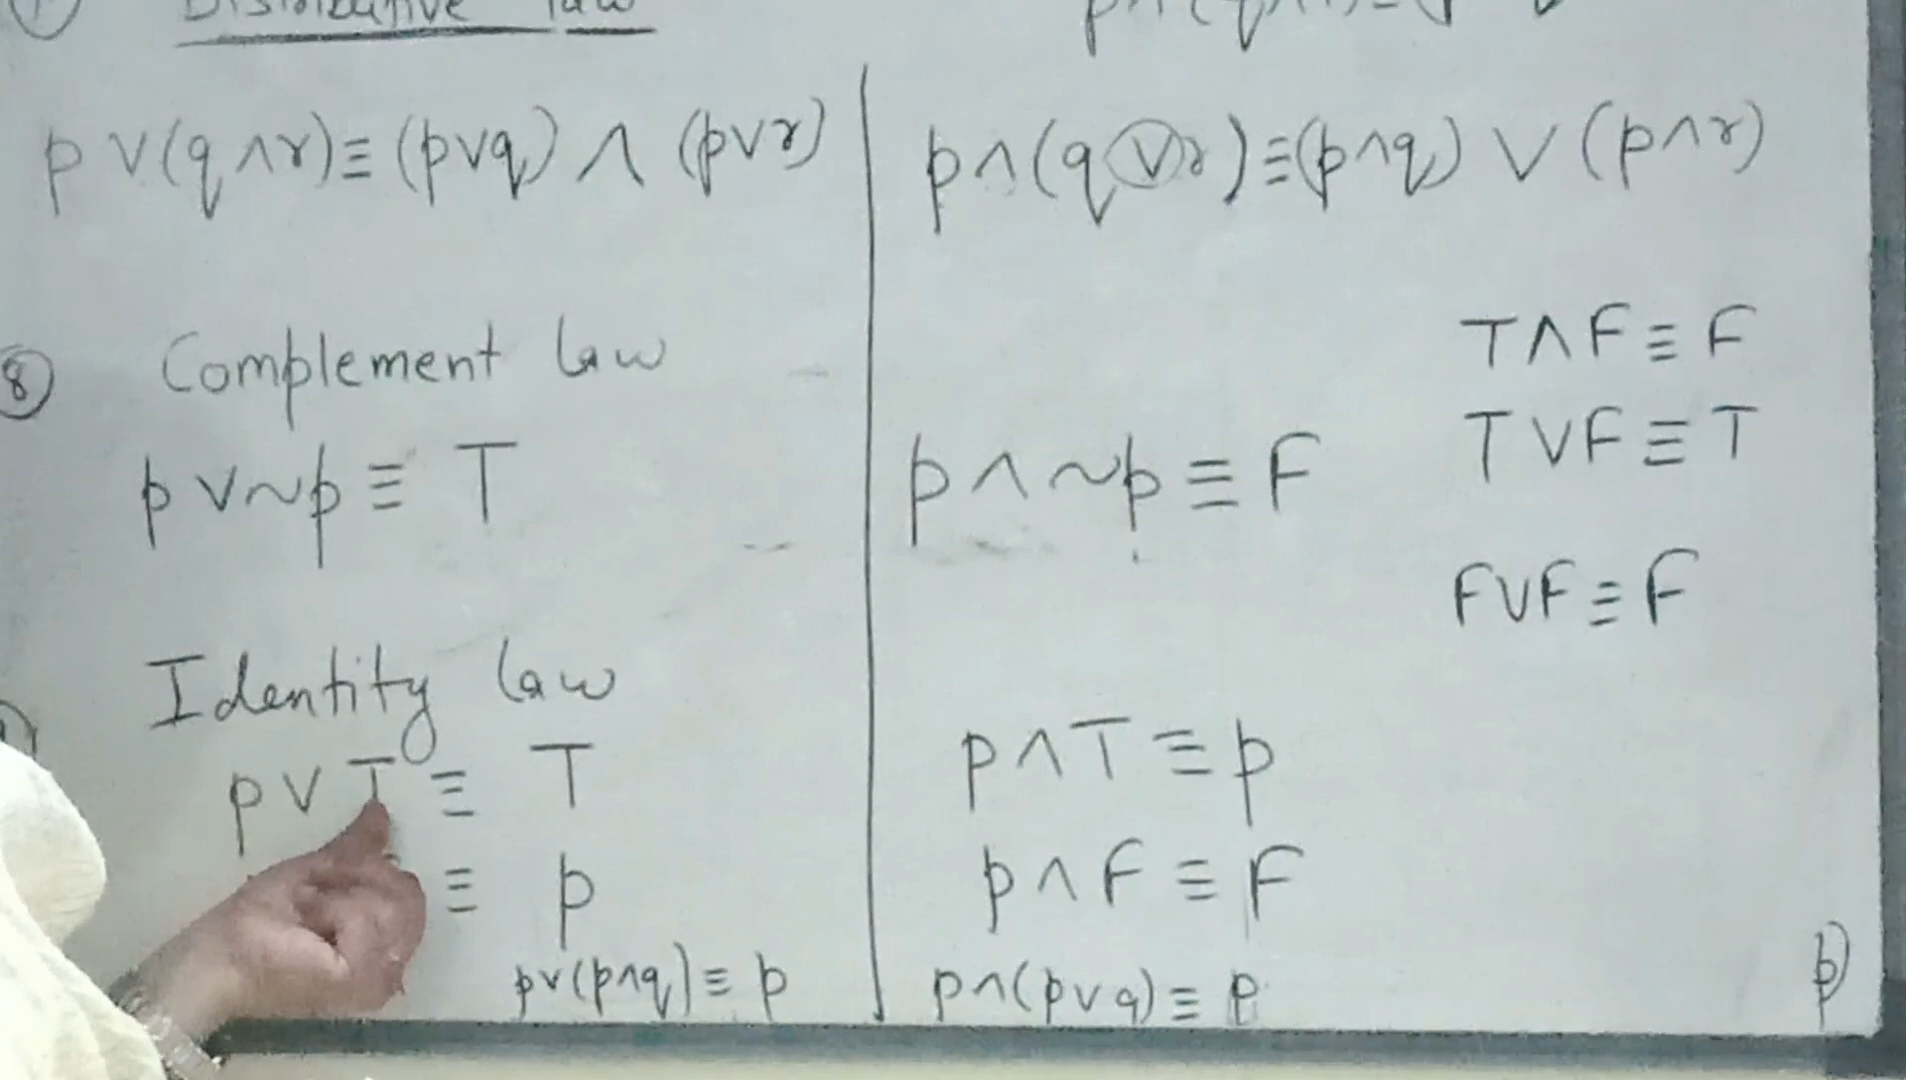 Distributive law
p ∨ (q ∧ r) ≡ (p ∨ q) ∧ (p ∨ r)
p ∧ (q ∨ r) ≡ (p ∧ q) ∨ (p ∧ r)
8 Complement law
p ∨ ~p ≡ T
p ∧ ~p ≡ F
T ∧ F ≡ F
T ∨ F ≡ T
F ∨ F ≡ F
Identity law
p ∨ T ≡ T
≡ p
p ∧ T ≡ p
p ∧ F ≡ F
p ∨ (p ∧ q) ≡ p
p ∧ (p ∨ q) ≡ p
p)